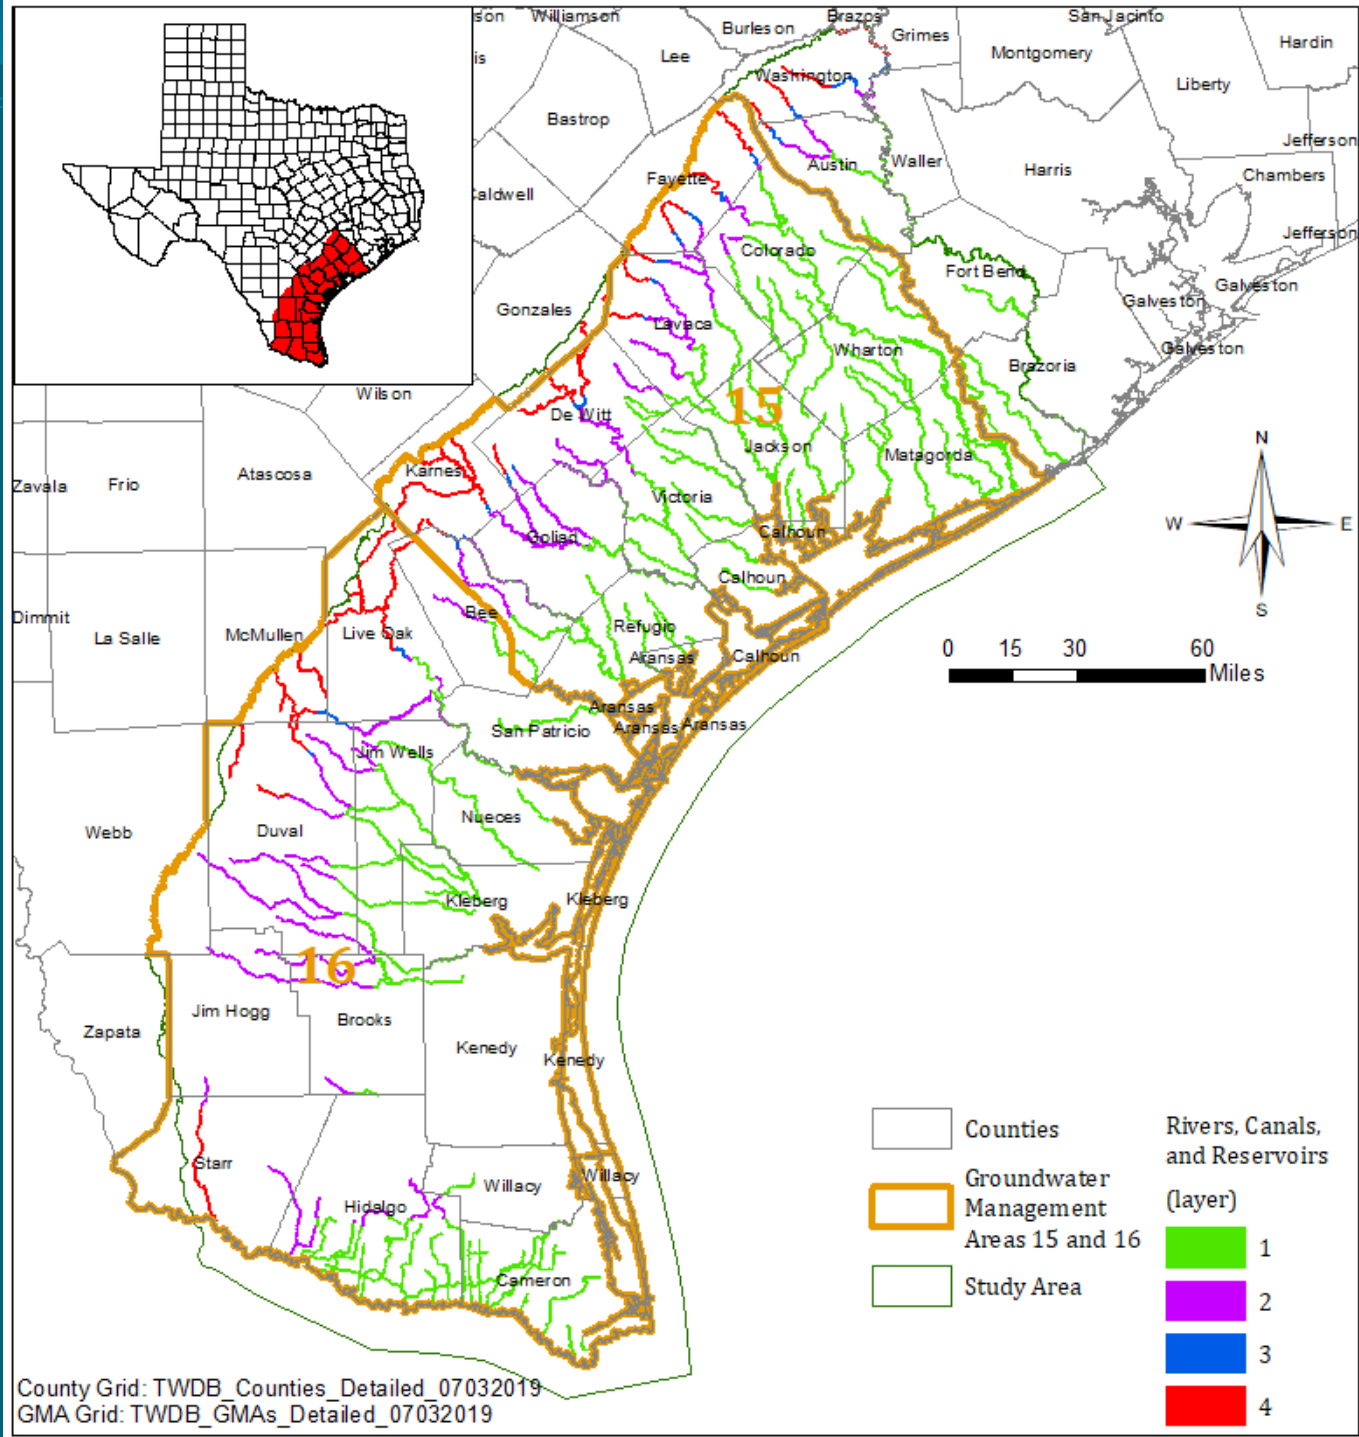 son
Williamson
Burleson
Brazos
Grimes
San Jacinto
Hardin
is
Lee
Washington
Montgomery
Liberty
Bastrop
Jefferson
Austin
Waller
Harris
Chambers
aldwell
Fayette
Jefferson
Colorado
Fort Bend
Galveston
Galveston
Gonzales
Lavaca
Wharton
Galveston
Brazoria
Wilson
15
De Witt
Jackson
Matagorda
N
Zavala
Frio
Atascosa
Karnes
Victoria
W
E
Goliad
Calhoun
Calhoun
S
Dimmit
La Salle
McMullen
Live Oak
Bee
Refugio
Aransas
Calhoun
0 15 30 60
Miles
Aransas
Aransas
Aransas
San Patricio
Jim Wells
Webb
Duval
Nueces
Kleberg
Kleberg
16
Zapata
Jim Hogg
Brooks
Kenedy
Kenedy
Starr
Hidalgo
Willacy
Willacy
Cameron
Counties
Groundwater
Management
Areas 15 and 16
Study Area
Rivers, Canals,
and Reservoirs
(layer)
1
2
3
4
County Grid: TWDB_Counties_Detailed_07032019
GMA Grid: TWDB_GMAs_Detailed_07032019